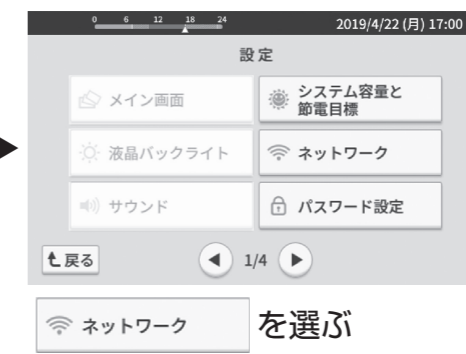 0 6 12 18 24
2019/4/22 (月) 17:00
設定
メイン画面
システム容量と
節電目標
液晶バックライト
ネットワーク
サウンド
パスワード設定
戻る
1/4
ネットワーク を選ぶ